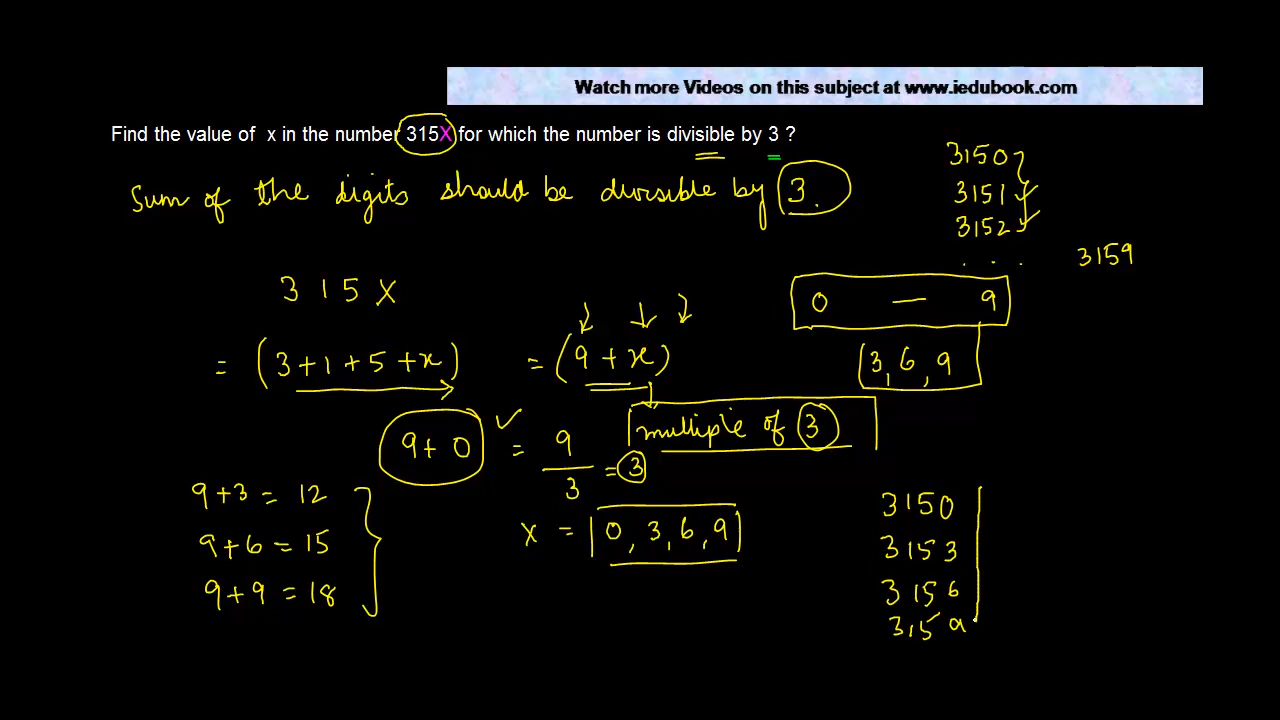 Watch more Videos on this subject at www.iedubook.com
Find the value of x in the number 315X for which the number is divisible by 3 ?
Sum of the digits should be divisible by 3.
3150
3151
3152
. . . 3159
0 — 9
3, 6, 9
3 1 5 X
= (3+1+5+x) = (9+x)
multiple of 3
9+0 = 9/3 = 3
9+3 = 12
9+6 = 15
9+9 = 18
x = 0, 3, 6, 9
3150
3153
3156
3159